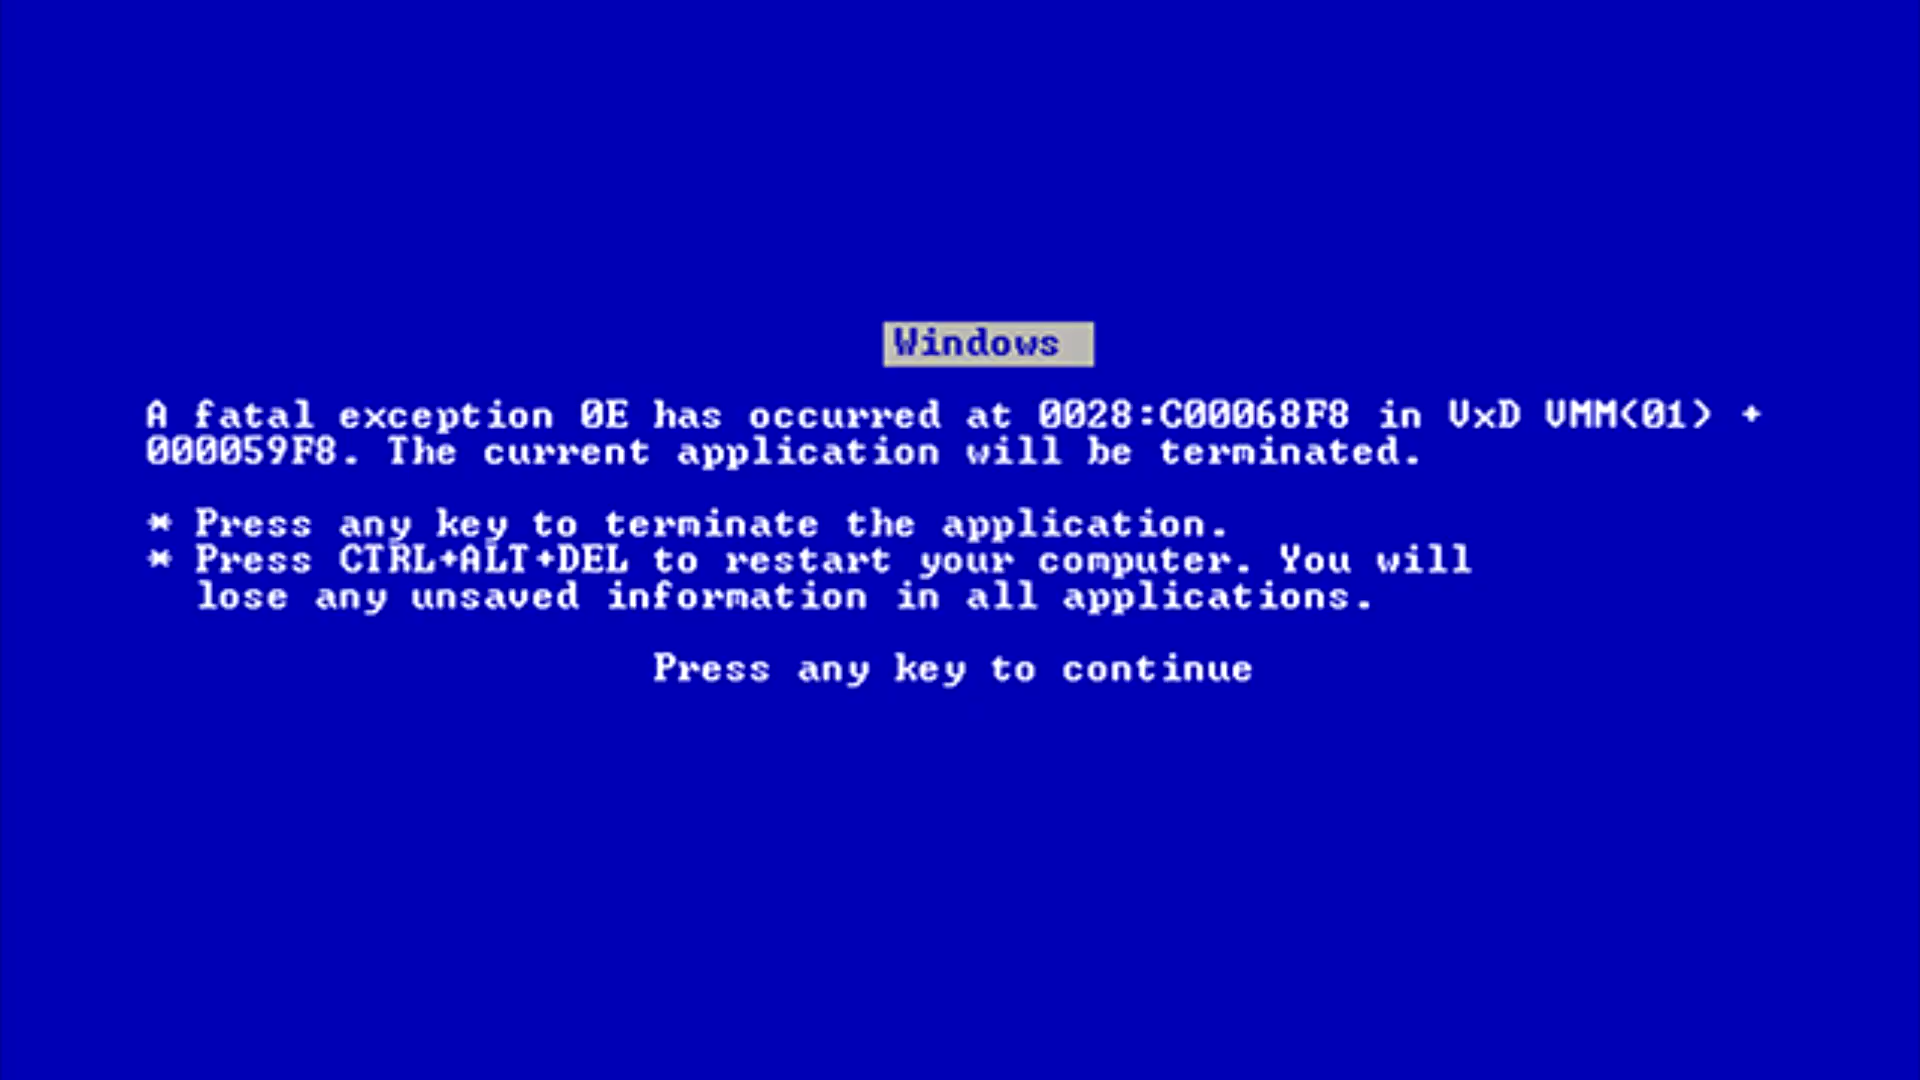 Windows
A fatal exception 0E has occurred at 0028:C00068F8 in VxD VMM(01) +
000059F8. The current application will be terminated.
* Press any key to terminate the application.
* Press CTRL+ALT+DEL to restart your computer. You will
lose any unsaved information in all applications.
Press any key to continue